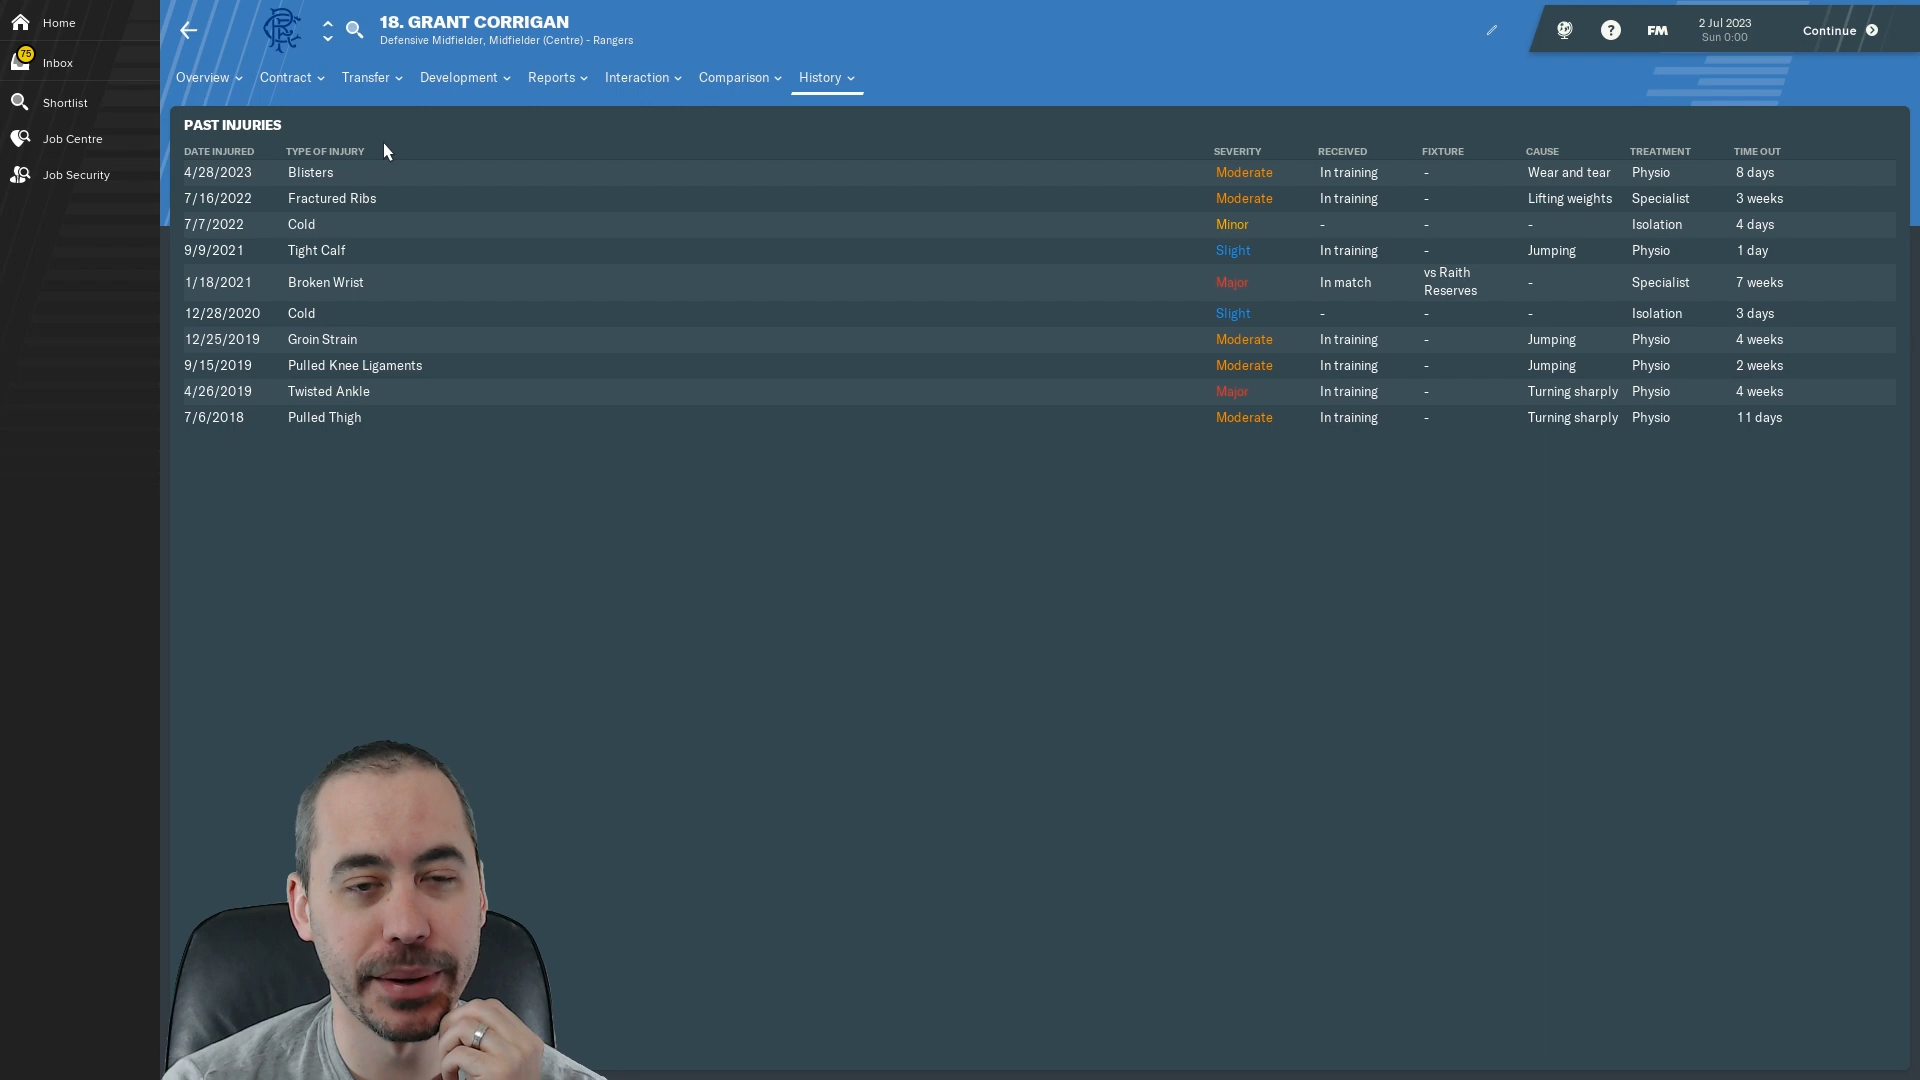 Home
75
Inbox
Shortlist
Job Centre
Job Security
18. GRANT CORRIGAN
Defensive Midfielder, Midfielder (Centre) - Rangers
?
FM
2 Jul 2023
Sun 0:00
Continue
Overview Contract Transfer Development Reports Interaction Comparison History
PAST INJURIES
DATE INJURED TYPE OF INJURY SEVERITY RECEIVED FIXTURE CAUSE TREATMENT TIME OUT
4/28/2023 Blisters Moderate In training - Wear and tear Physio 8 days
7/16/2022 Fractured Ribs Moderate In training - Lifting weights Specialist 3 weeks
7/7/2022 Cold Minor - - - Isolation 4 days
9/9/2021 Tight Calf Slight In training - Jumping Physio 1 day
1/18/2021 Broken Wrist Major In match vs Raith Reserves - Specialist 7 weeks
12/28/2020 Cold Slight - - - Isolation 3 days
12/25/2019 Groin Strain Moderate In training - Jumping Physio 4 weeks
9/15/2019 Pulled Knee Ligaments Moderate In training - Jumping Physio 2 weeks
4/26/2019 Twisted Ankle Major In training - Turning sharply Physio 4 weeks
7/6/2018 Pulled Thigh Moderate In training - Turning sharply Physio 11 days